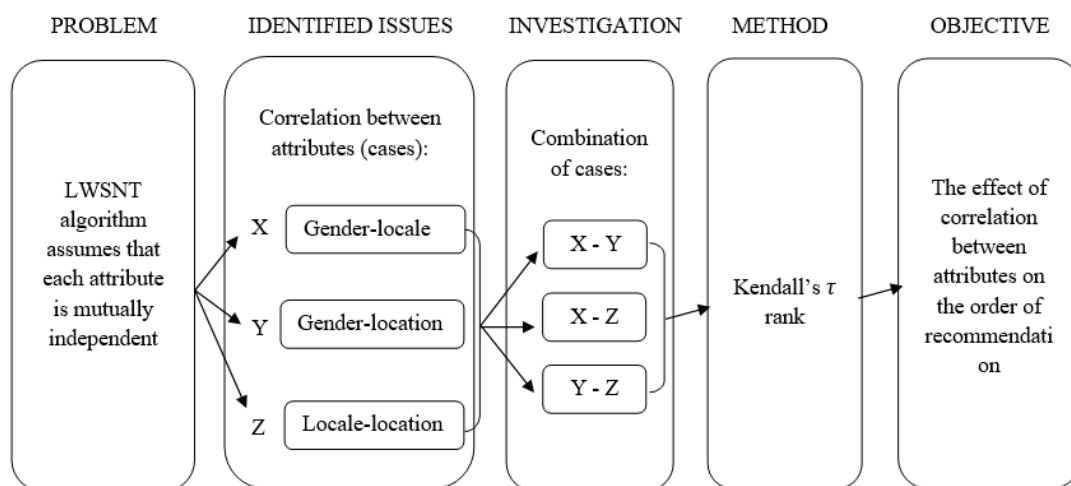 PROBLEM
IDENTIFIED ISSUES
INVESTIGATION
METHOD
OBJECTIVE
LWSNT
algorithm
assumes that
each attribute
is mutually
independent
Correlation between
attributes (cases):
X
Gender-locale
Y
Gender-location
Z
Locale-location
Combination
of cases:
X - Y
X - Z
Y - Z
Kendall’s τ
rank
The effect of
correlation
between
attributes on
the order of
recommendati
on